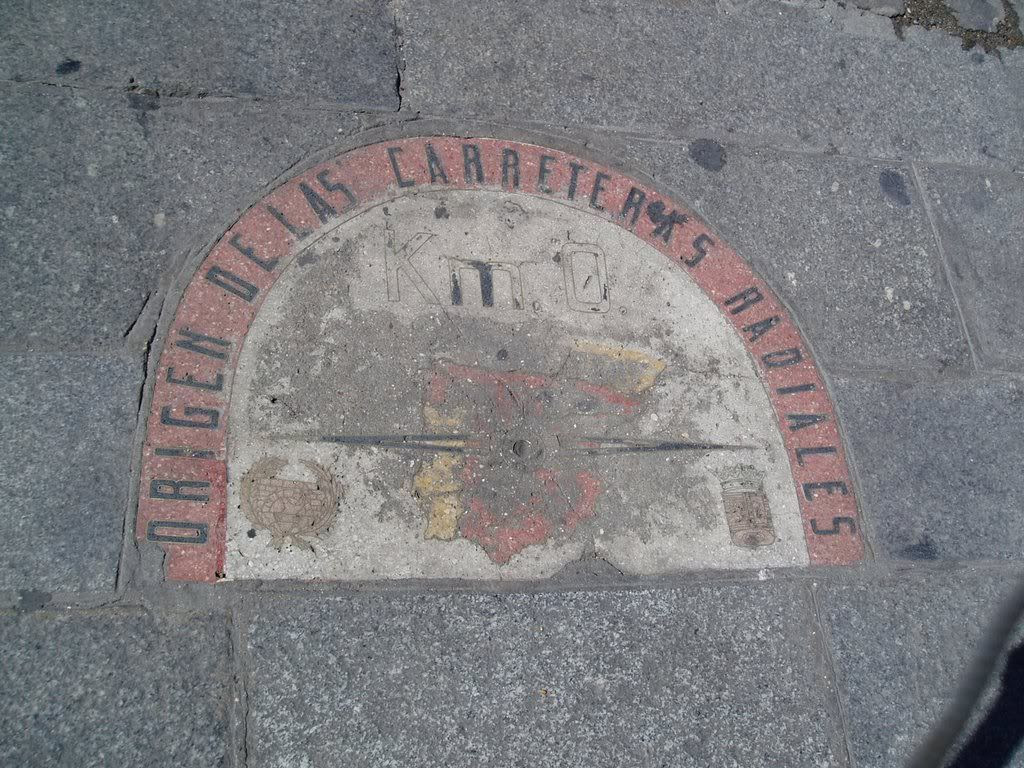 ORIGEN DE LAS CARRETERAS RADIALES
Km. 0.